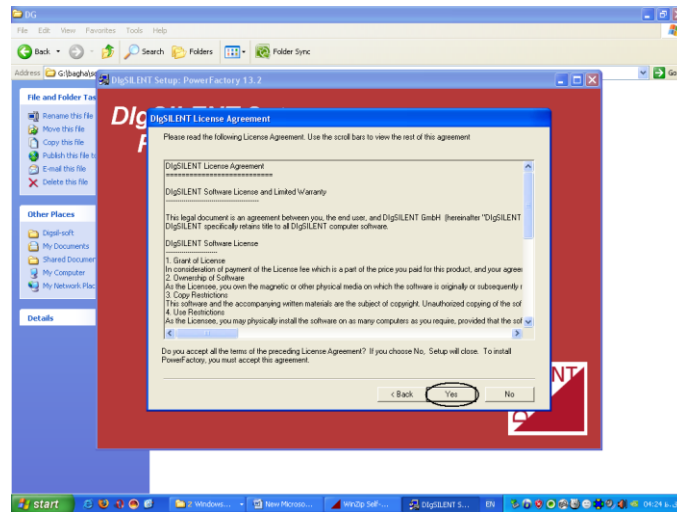 DG
File Edit View Favorites Tools Help
Back Search Folders Folder Sync
Address G:\bagha\ Go
DIgSILENT Setup: PowerFactory 13.2
File and Folder Tas
Rename this file
Move this file
Copy this file
Publish this file to
E-mail this file
Delete this file
Other Places
Digsil-soft
My Documents
Shared Documen
My Computer
My Network Plac
Details
DIgSILENT License Agreement
Please read the following License Agreement. Use the scroll bars to view the rest of this agreement
DIgSILENT License Agreement
===========================
DIgSILENT Software License and Limited Warranty
This legal document is an agreement between you, the end user, and DIgSILENT GmbH (hereinafter "DIgSILENT
DIgSILENT specifically retains title to all DIgSILENT computer software.
DIgSILENT Software License
1. Grant of License
In consideration of payment of the License fee which is a part of the price you paid for this product, and your agreen
2. Ownership of Software
As the Licensee, you own the magnetic or other physical media on which the software is originally or subsequently r
3. Copy Restrictions
This software and the accompanying written materials are the subject of copyright. Unauthorized copying of the sof
4. Use Restrictions
As the Licensee, you may physically install the software on as many computers as you require, provided that the sof
Do you accept all the terms of the preceding License Agreement? If you choose No, Setup will close. To install
PowerFactory, you must accept this agreement.
< Back Yes No
NT
start 2 Windows... New Microso... WinZip Self-... DIgSILENT S... EN 04:24